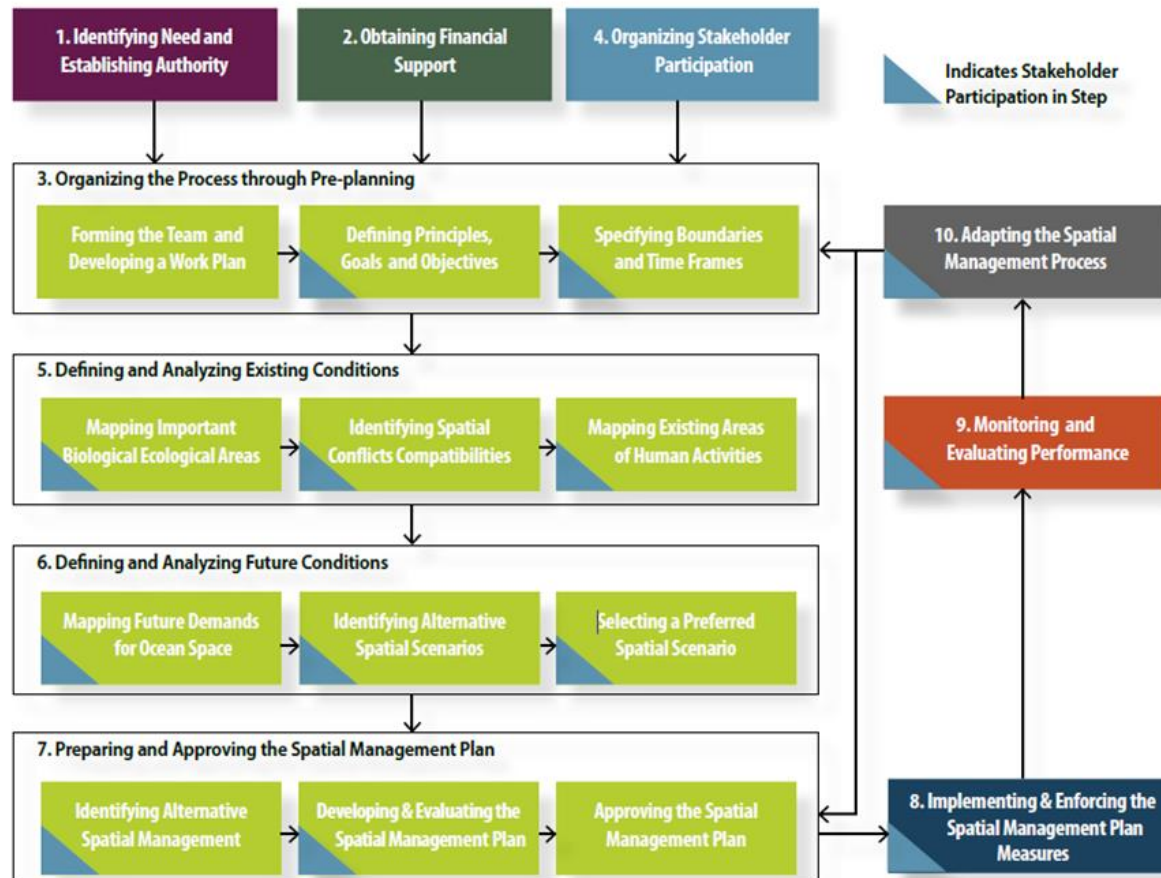 1. Identifying Need and
Establishing Authority
2. Obtaining Financial
Support
4. Organizing Stakeholder
Participation
Indicates Stakeholder
Participation in Step
3. Organizing the Process through Pre-planning
Forming the Team and
Developing a Work Plan
Defining Principles,
Goals and Objectives
Specifying Boundaries
and Time Frames
10. Adapting the Spatial
Management Process
5. Defining and Analyzing Existing Conditions
Mapping Important
Biological Ecological Areas
Identifying Spatial
Conflicts Compatibilities
Mapping Existing Areas
of Human Activities
9. Monitoring and
Evaluating Performance
6. Defining and Analyzing Future Conditions
Mapping Future Demands
for Ocean Space
Identifying Alternative
Spatial Scenarios
Selecting a Preferred
Spatial Scenario
7. Preparing and Approving the Spatial Management Plan
Identifying Alternative
Spatial Management
Developing & Evaluating the
Spatial Management Plan
Approving the Spatial
Management Plan
8. Implementing & Enforcing the
Spatial Management Plan
Measures